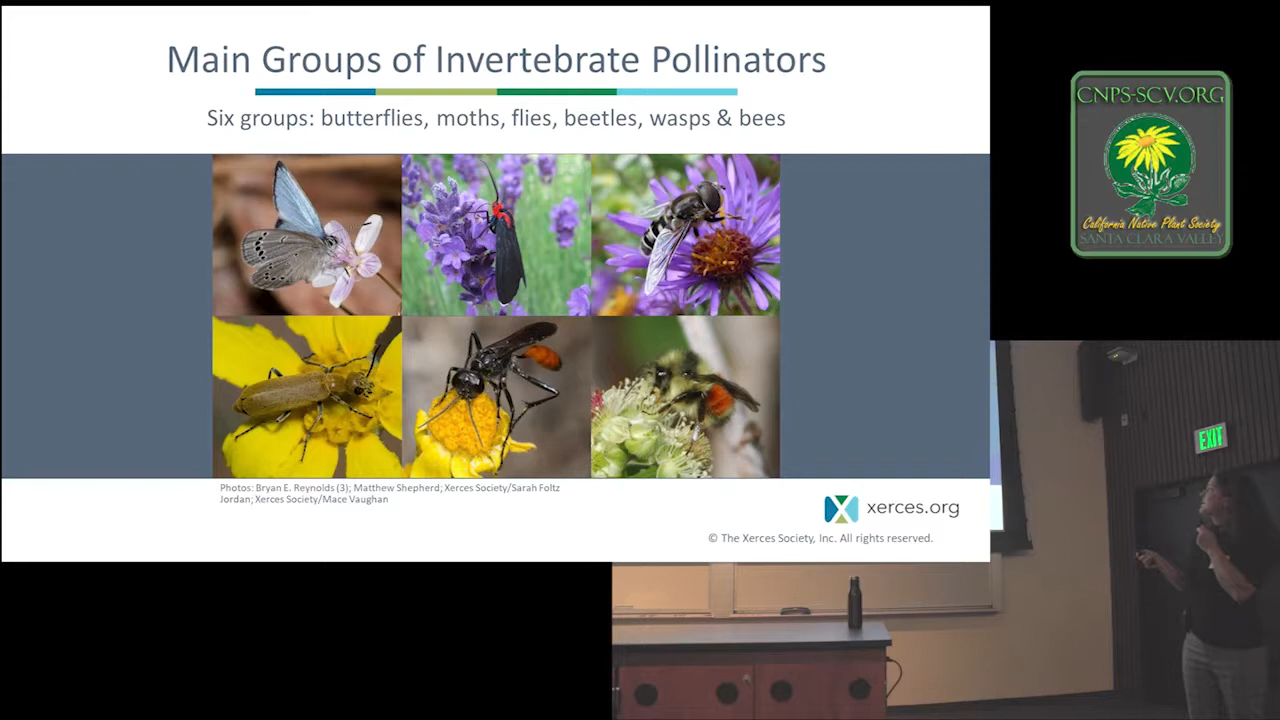 Main Groups of Invertebrate Pollinators
Six groups: butterflies, moths, flies, beetles, wasps & bees
Photos: Bryan E. Reynolds (3); Matthew Shepherd; Xerces Society/Sarah Foltz
Jordan; Xerces Society/Mace Vaughan
xerces.org
© The Xerces Society, Inc. All rights reserved.
CNPS-SCV.ORG
California Native Plant Society
SANTA CLARA VALLEY
EXIT